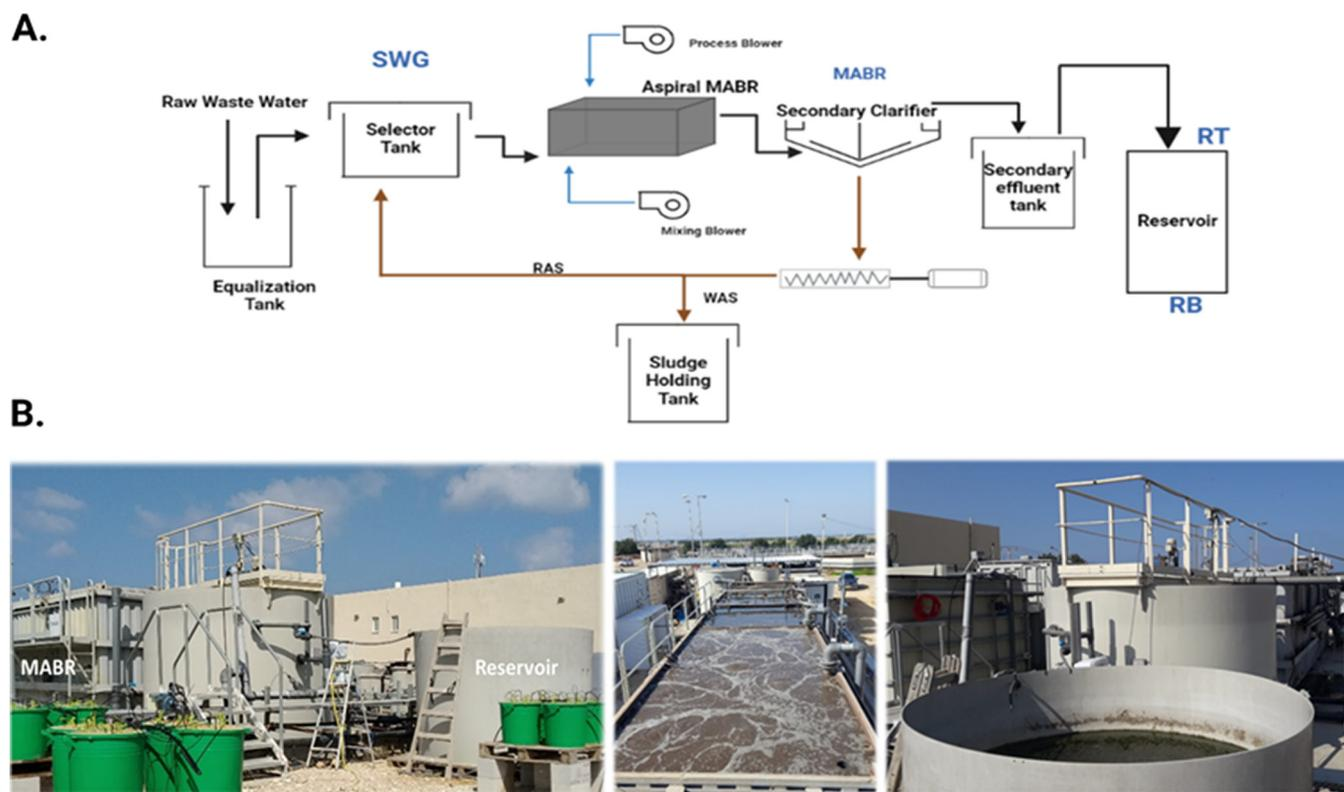 A.
Process Blower
SWG
Aspiral MABR
MABR
Raw Waste Water
Secondary Clarifier
Selector
Tank
RT
Secondary
effluent
tank
Reservoir
Mixing Blower
RAS
Equalization
Tank
WAS
RB
Sludge
Holding
Tank
B.
MABR
Reservoir